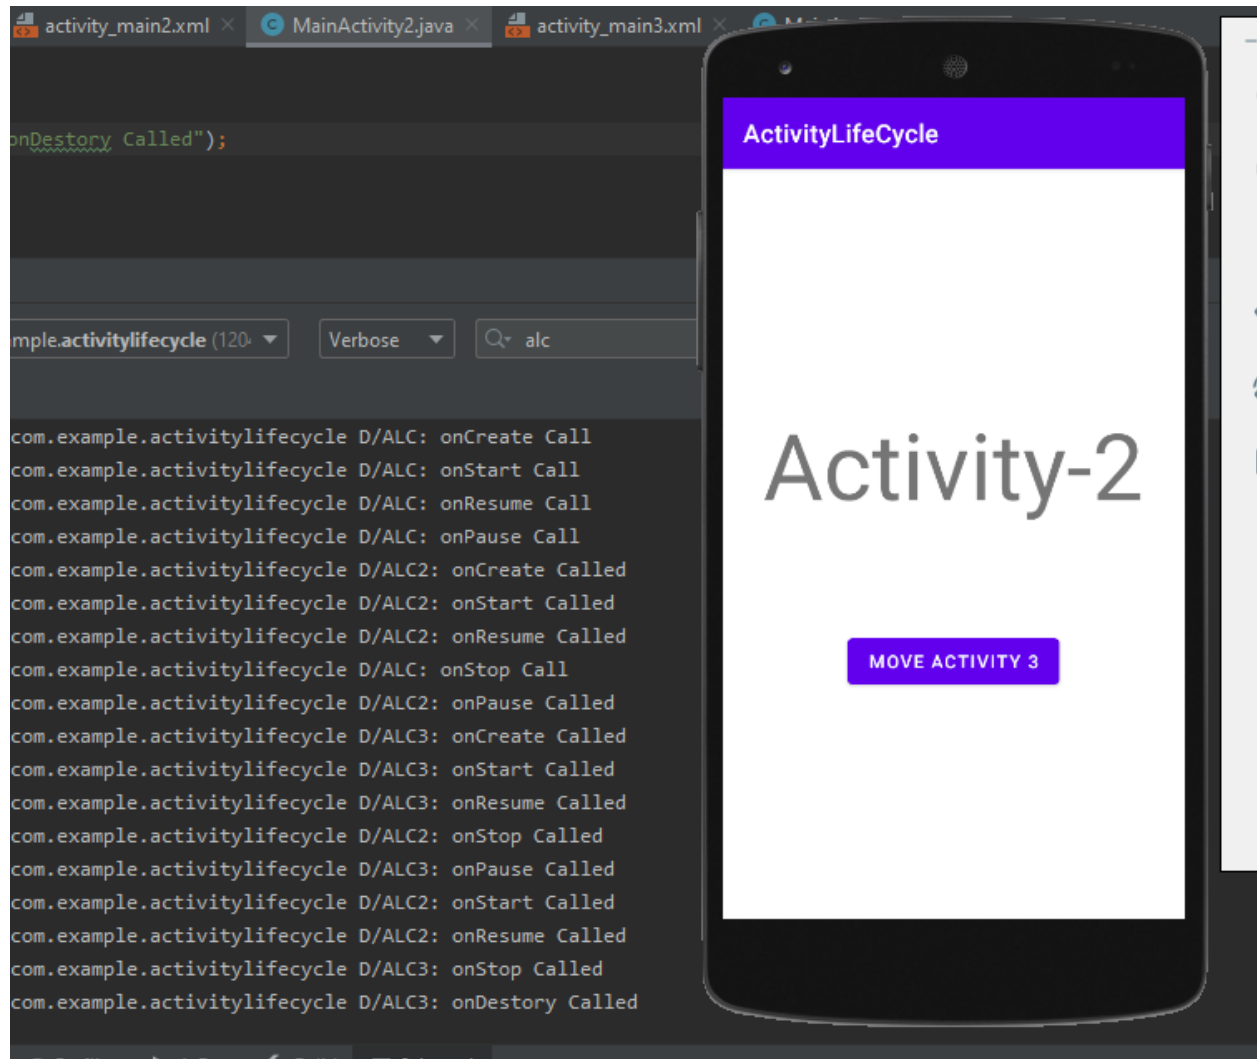 activity_main2.xml MainActivity2.java activity_main3.xml
onDestory Called");
ample.activitylifecycle (120 Verbose alc
com.example.activitylifecycle D/ALC: onCreate Call
com.example.activitylifecycle D/ALC: onStart Call
com.example.activitylifecycle D/ALC: onResume Call
com.example.activitylifecycle D/ALC: onPause Call
com.example.activitylifecycle D/ALC2: onCreate Called
com.example.activitylifecycle D/ALC2: onStart Called
com.example.activitylifecycle D/ALC2: onResume Called
com.example.activitylifecycle D/ALC: onStop Call
com.example.activitylifecycle D/ALC2: onPause Called
com.example.activitylifecycle D/ALC3: onCreate Called
com.example.activitylifecycle D/ALC3: onStart Called
com.example.activitylifecycle D/ALC3: onResume Called
com.example.activitylifecycle D/ALC2: onStop Called
com.example.activitylifecycle D/ALC3: onPause Called
com.example.activitylifecycle D/ALC2: onStart Called
com.example.activitylifecycle D/ALC2: onResume Called
com.example.activitylifecycle D/ALC3: onStop Called
com.example.activitylifecycle D/ALC3: onDestory Called
ActivityLifeCycle
Activity-2
MOVE ACTIVITY 3